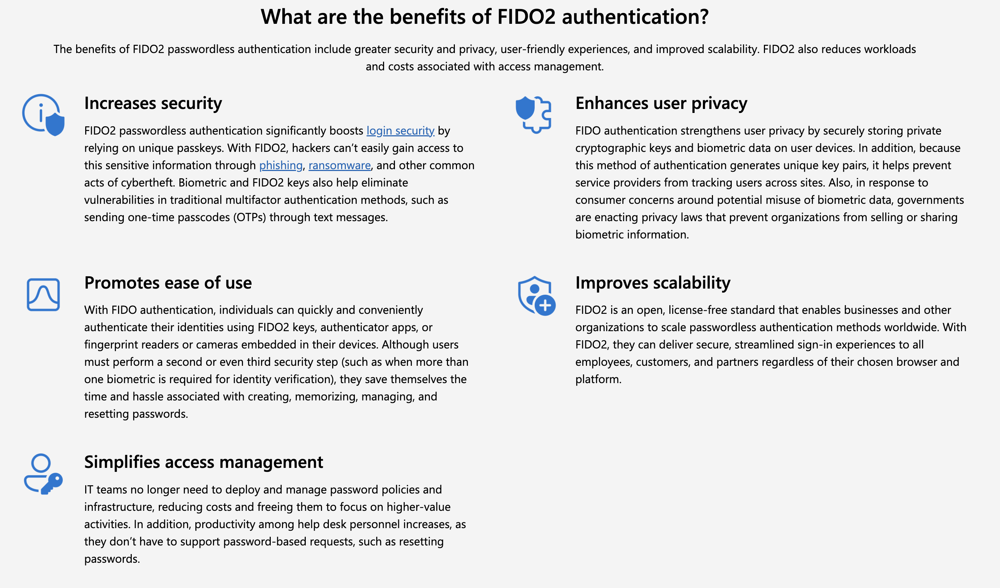 What are the benefits of FIDO2 authentication?
The benefits of FIDO2 passwordless authentication include greater security and privacy, user-friendly experiences, and improved scalability. FIDO2 also reduces workloads
and costs associated with access management.
Increases security
FIDO2 passwordless authentication significantly boosts login security by
relying on unique passkeys. With FIDO2, hackers can’t easily gain access to
this sensitive information through phishing, ransomware, and other common
acts of cybertheft. Biometric and FIDO2 keys also help eliminate
vulnerabilities in traditional multifactor authentication methods, such as
sending one-time passcodes (OTPs) through text messages.
Enhances user privacy
FIDO authentication strengthens user privacy by securely storing private
cryptographic keys and biometric data on user devices. In addition, because
this method of authentication generates unique key pairs, it helps prevent
service providers from tracking users across sites. Also, in response to
consumer concerns around potential misuse of biometric data, governments
are enacting privacy laws that prevent organizations from selling or sharing
biometric information.
Promotes ease of use
With FIDO authentication, individuals can quickly and conveniently
authenticate their identities using FIDO2 keys, authenticator apps, or
fingerprint readers or cameras embedded in their devices. Although users
must perform a second or even third security step (such as when more than
one biometric is required for identity verification), they save themselves the
time and hassle associated with creating, memorizing, managing, and
resetting passwords.
Improves scalability
FIDO2 is an open, license-free standard that enables businesses and other
organizations to scale passwordless authentication methods worldwide. With
FIDO2, they can deliver secure, streamlined sign-in experiences to all
employees, customers, and partners regardless of their chosen browser and
platform.
Simplifies access management
IT teams no longer need to deploy and manage password policies and
infrastructure, reducing costs and freeing them to focus on higher-value
activities. In addition, productivity among help desk personnel increases, as
they don’t have to support password-based requests, such as resetting
passwords.